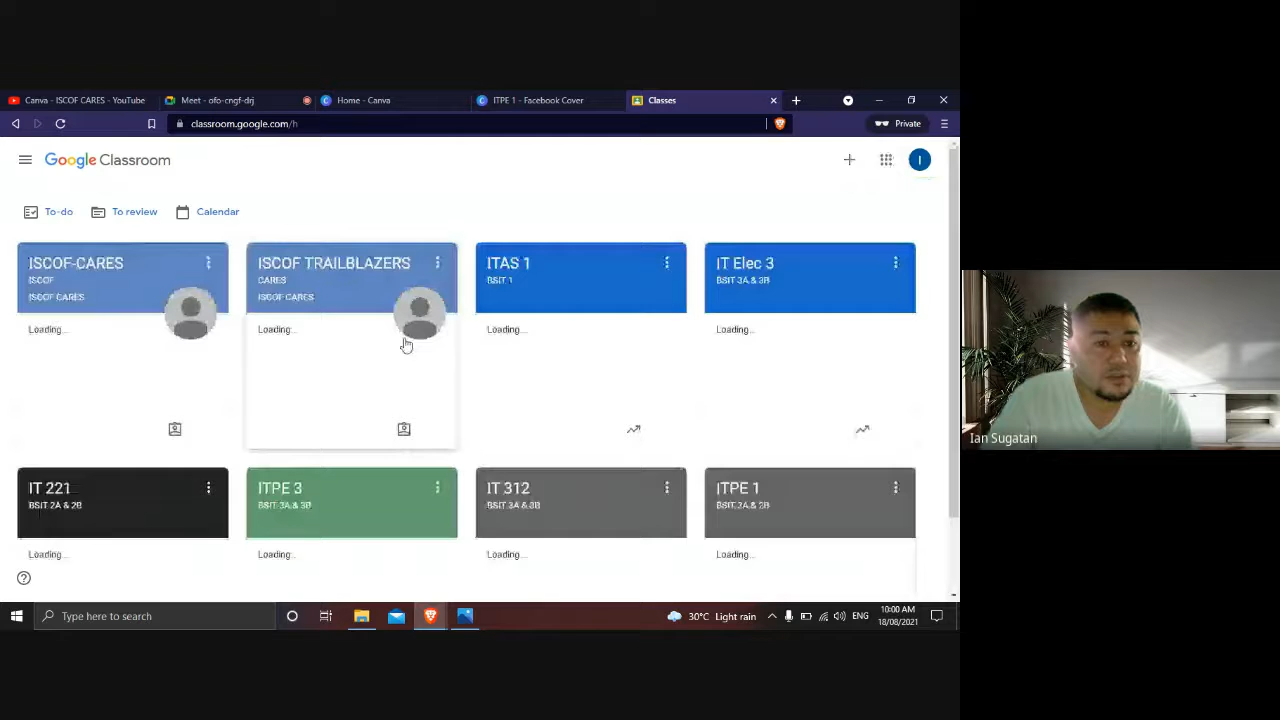 Canva - ISCOF CARES - YouTube
Meet - ofo-cngf-drj
Home - Canva
ITPE 1 - Facebook Cover
Classes
classroom.google.com/h
Private
Google Classroom
I
To-do
To review
Calendar
ISCOF-CARES
ISCOF
ISCOF CARES
Loading...
ISCOF TRAILBLAZERS
CARES
ISCOF CARES
Loading...
ITAS 1
BSIT 1
Loading...
IT Elec 3
BSIT 3A & 3B
Loading...
IT 221
BSIT 2A & 2B
Loading...
ITPE 3
BSIT 3A & 3B
Loading...
IT 312
BSIT 3A & 3B
Loading...
ITPE 1
BSIT 2A & 2B
Loading...
Type here to search
30°C Light rain
ENG
10:00 AM
18/08/2021
Ian Sugatan